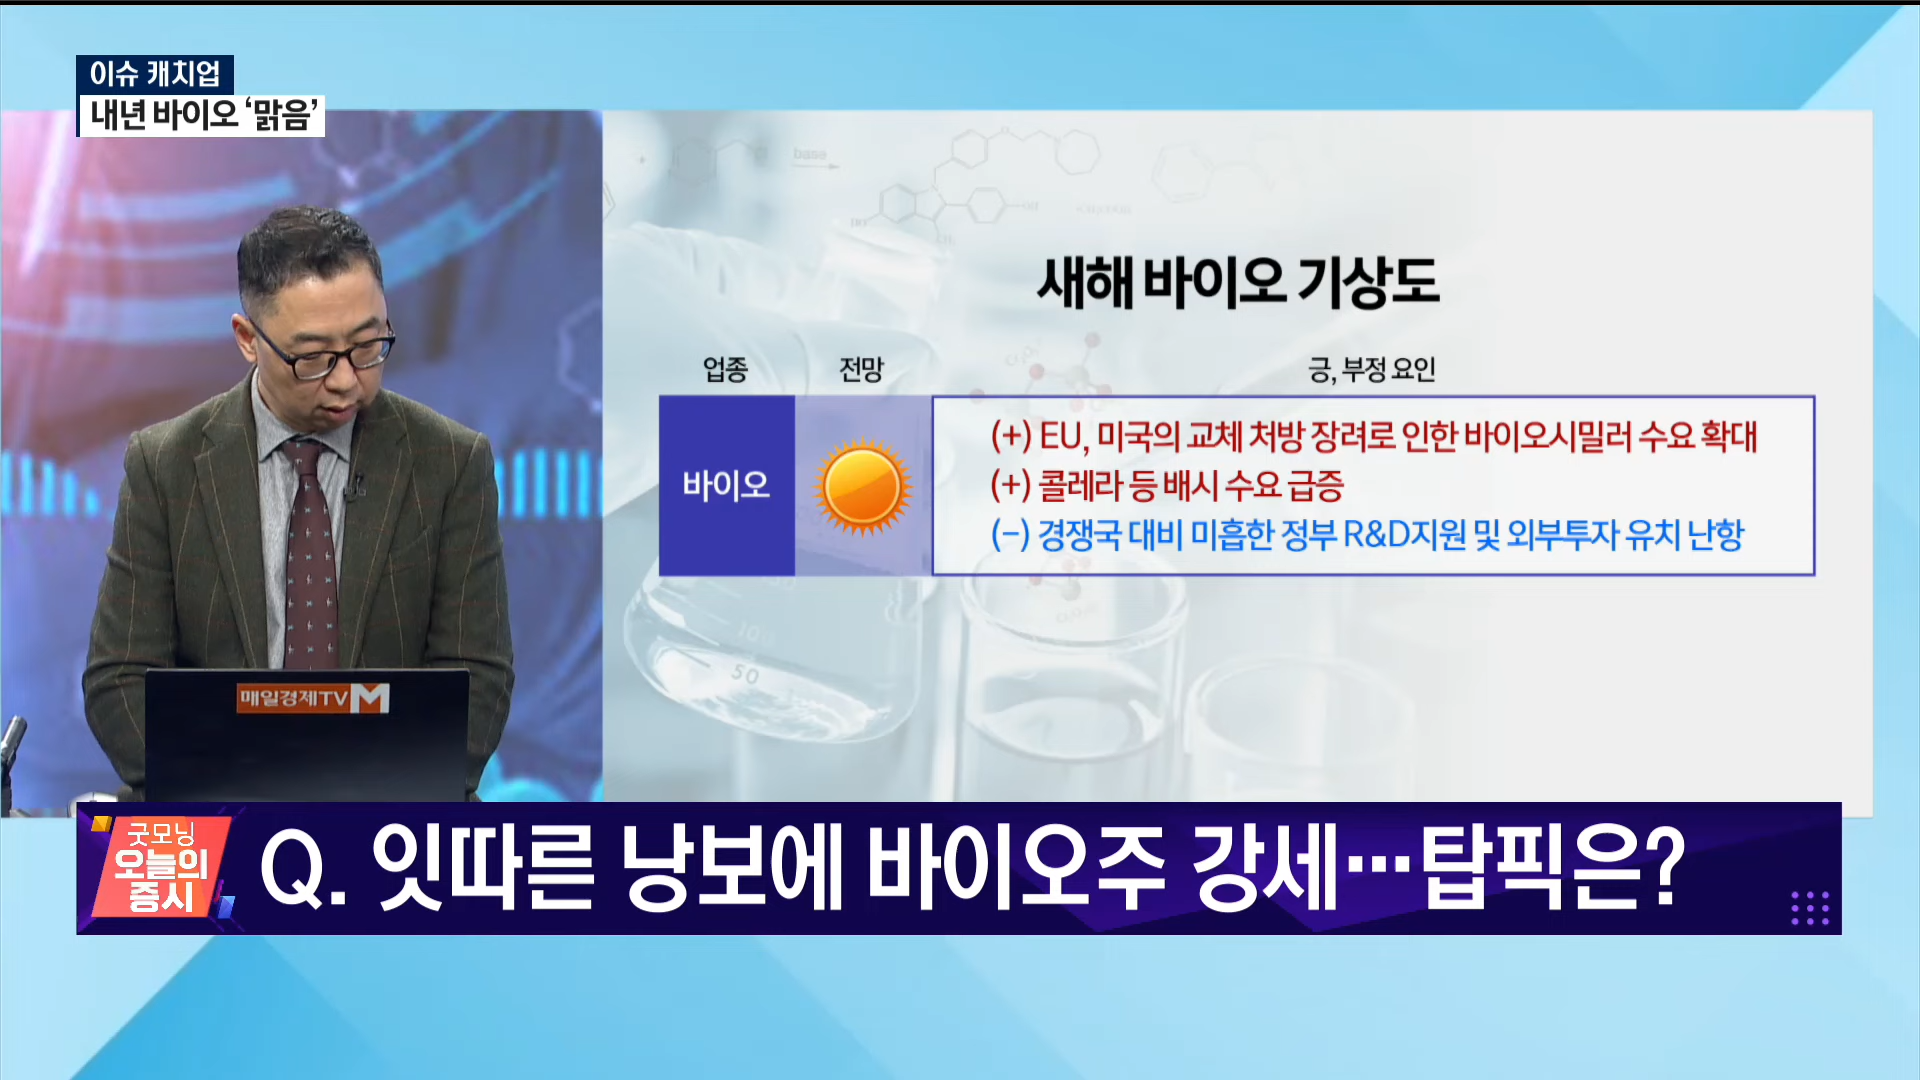 이슈 캐치업
내년 바이오 ‘맑음’
base
새해 바이오 기상도
업종 전망 긍, 부정 요인
바이오
(+) EU, 미국의 교체 처방 장려로 인한 바이오시밀러 수요 확대
(+) 콜레라 등 배시 수요 급증
(-) 경쟁국 대비 미흡한 정부 R&D지원 및 외부투자 유치 난항
50
매일경제TV M
굿모닝
오늘의
증시
Q. 잇따른 낭보에 바이오주 강세…탑픽은?